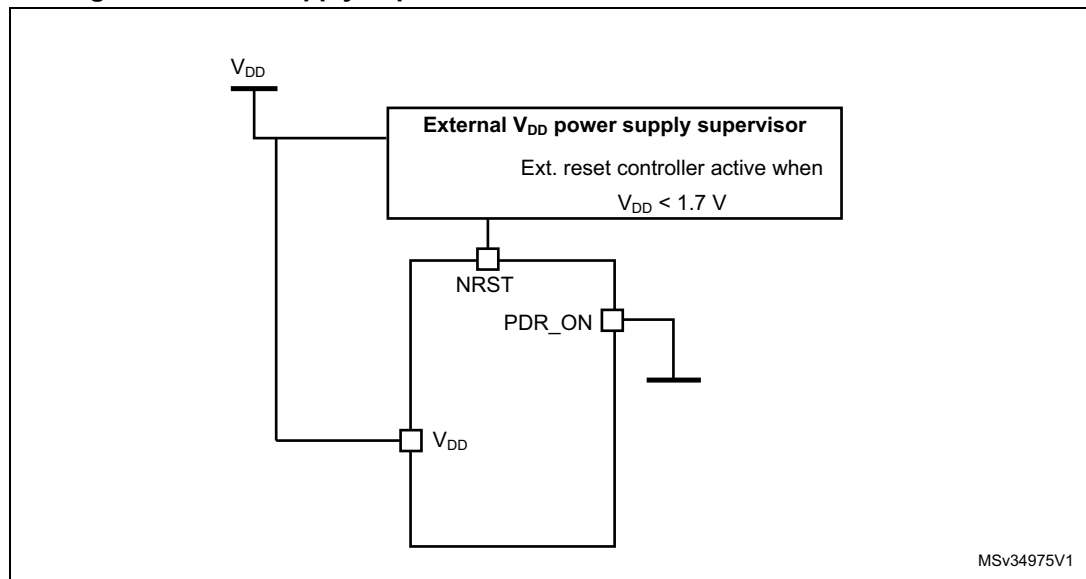 V_DD
External V_DD power supply supervisor
Ext. reset controller active when
V_DD < 1.7 V
NRST
PDR_ON
V_DD
MSv34975V1